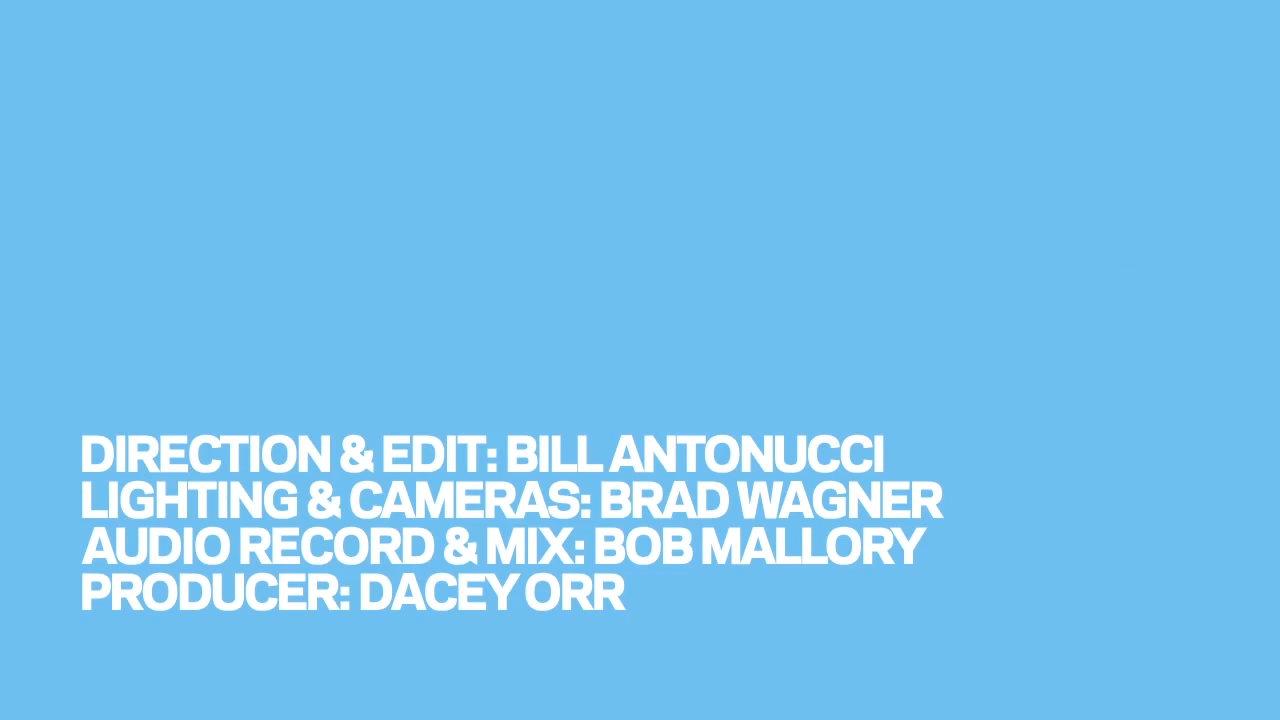 DIRECTION & EDIT: BILL ANTONUCCI
LIGHTING & CAMERAS: BRAD WAGNER
AUDIO RECORD & MIX: BOB MALLORY
PRODUCER: DACEY ORR